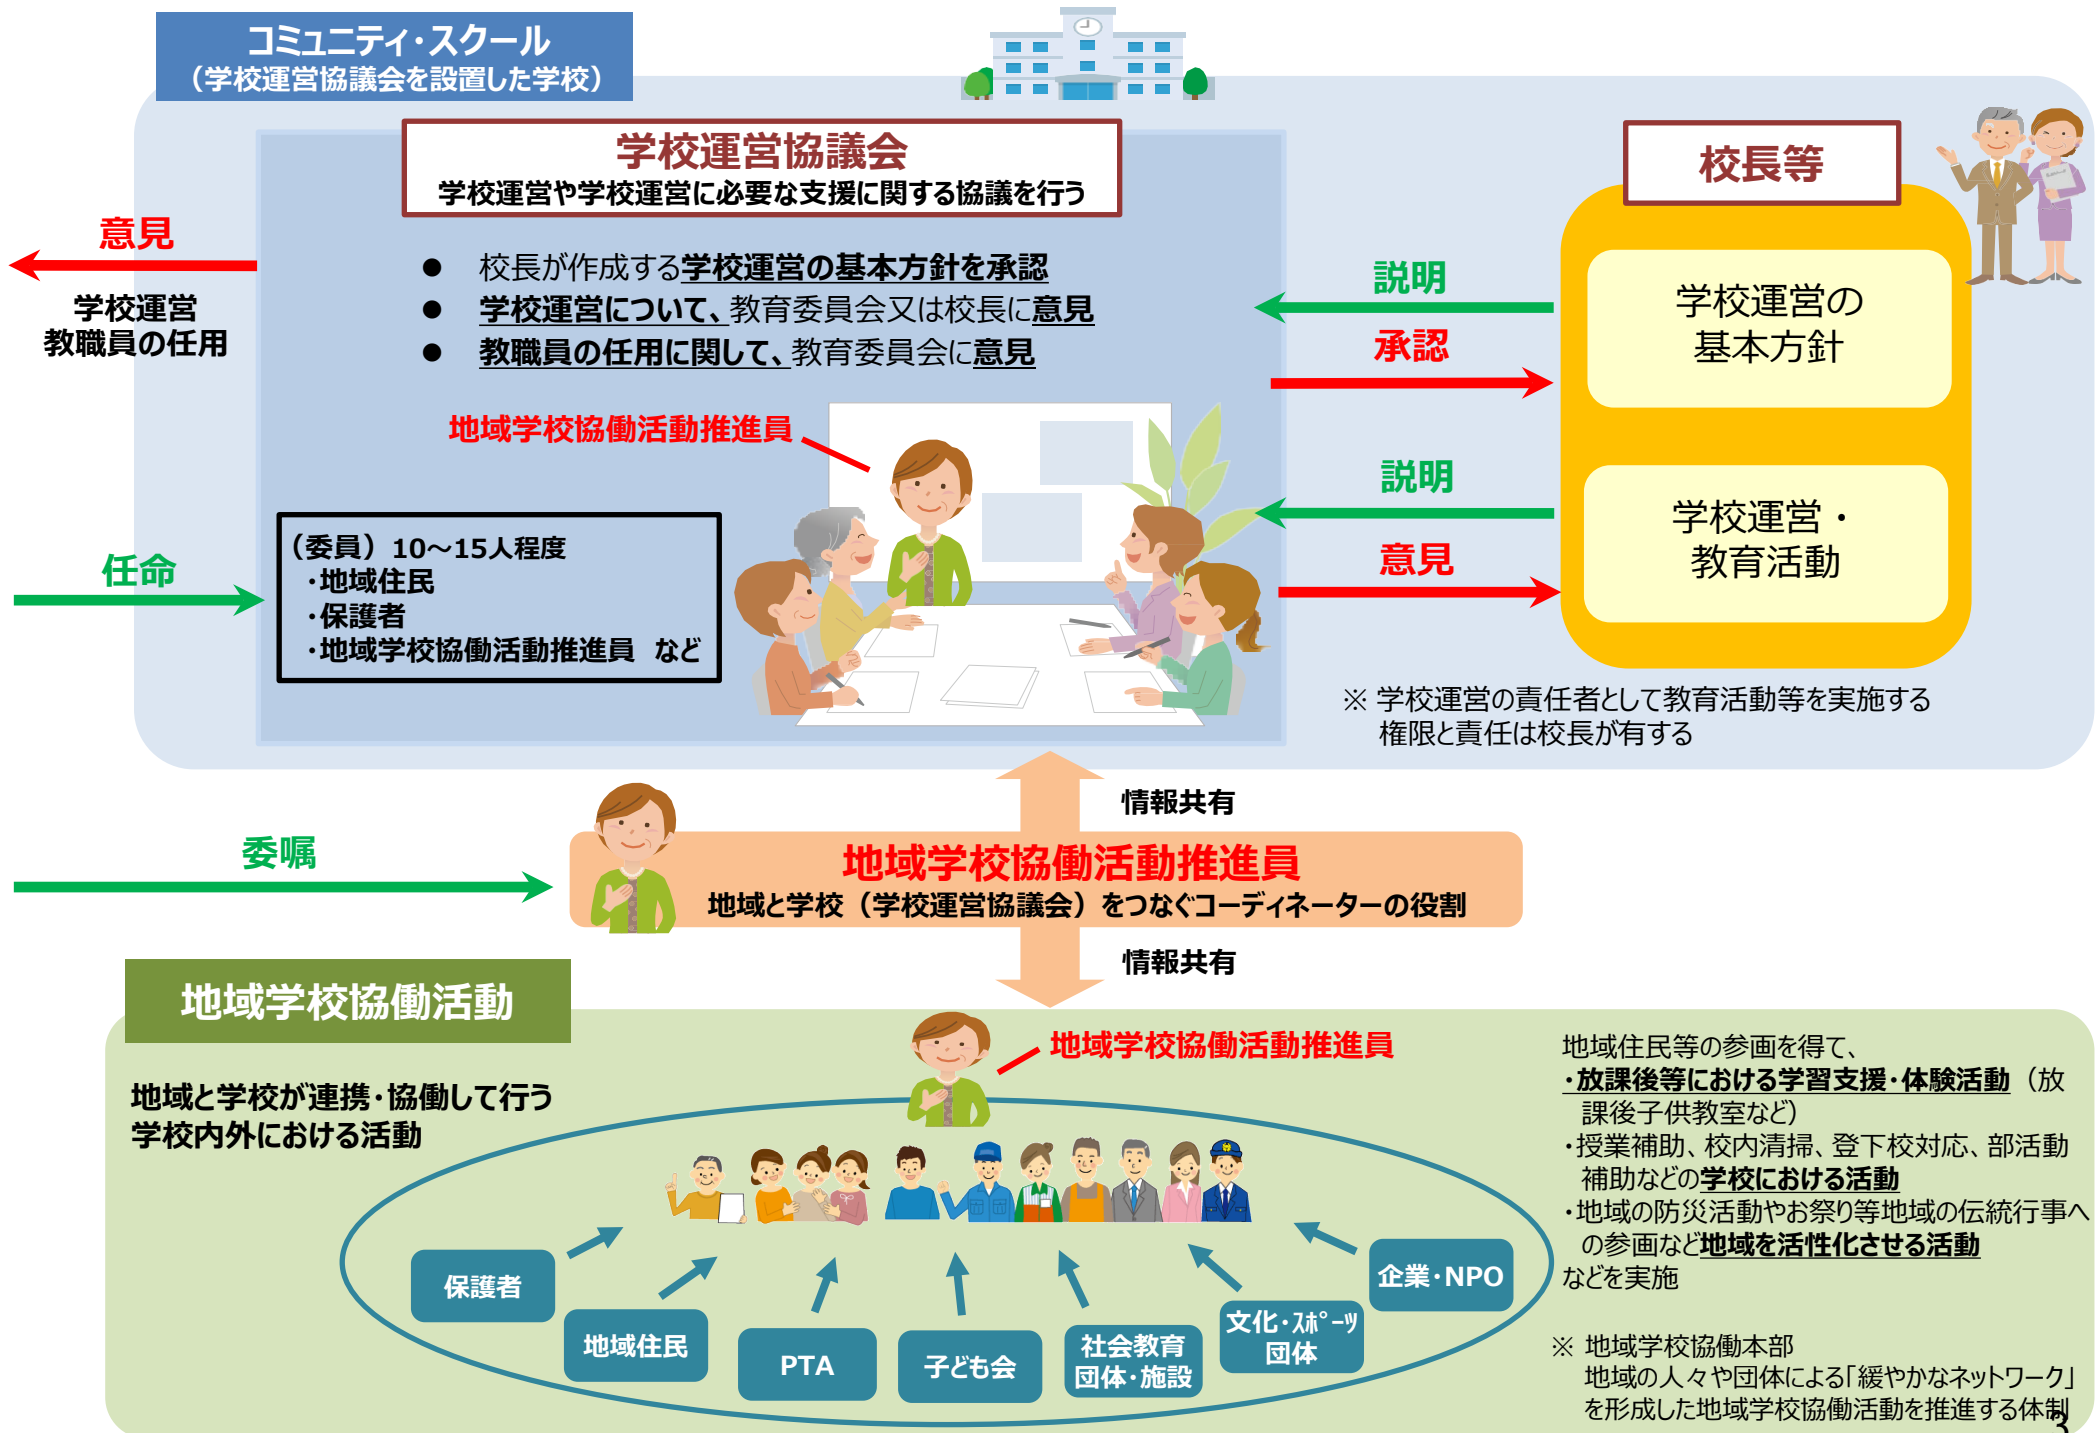 コミュニティ・スクール
（学校運営協議会を設置した学校）
学校運営協議会
学校運営や学校運営に必要な支援に関する協議を行う
校長等
意見
学校運営
教職員の任用
● 校長が作成する学校運営の基本方針を承認
● 学校運営について、教育委員会又は校長に意見
● 教職員の任用に関して、教育委員会に意見
説明
承認
学校運営の
基本方針
地域学校協働活動推進員
説明
意見
学校運営・
教育活動
任命
（委員）10～15人程度
・地域住民
・保護者
・地域学校協働活動推進員 など
※ 学校運営の責任者として教育活動等を実施する
権限と責任は校長が有する
情報共有
委嘱
地域学校協働活動推進員
地域と学校（学校運営協議会）をつなぐコーディネーターの役割
情報共有
地域学校協働活動
地域と学校が連携・協働して行う
学校内外における活動
地域学校協働活動推進員
保護者
地域住民
PTA
子ども会
社会教育
団体・施設
文化・ｽﾎﾟｰﾂ
団体
企業・NPO
地域住民等の参画を得て、
・放課後等における学習支援・体験活動（放
課後子供教室など）
・授業補助、校内清掃、登下校対応、部活動
補助などの学校における活動
・地域の防災活動やお祭り等地域の伝統行事へ
の参画など地域を活性化させる活動
などを実施
※ 地域学校協働本部
地域の人々や団体による「緩やかなネットワーク」
を形成した地域学校協働活動を推進する体制
3